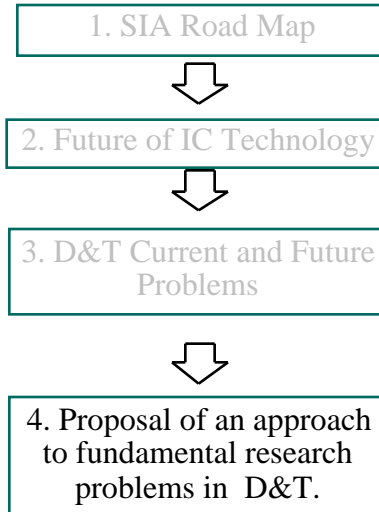 1. SIA Road Map
2. Future of IC Technology
3. D&T Current and Future
Problems
4. Proposal of an approach
to fundamental research
problems in D&T.